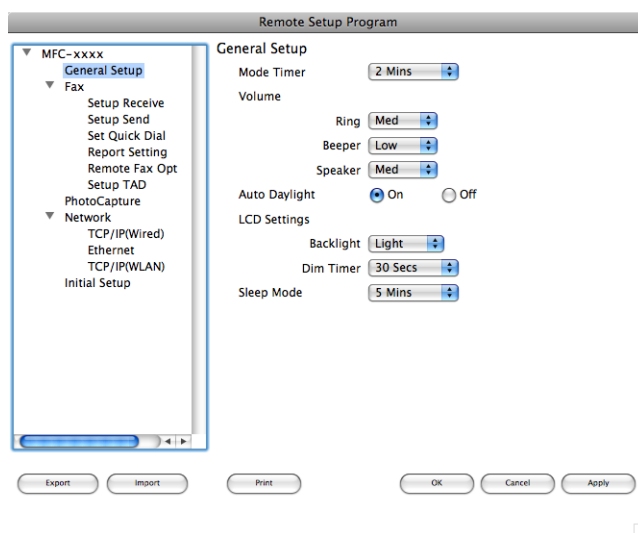 Remote Setup Program
MFC-xxxx
General Setup
Fax
Setup Receive
Setup Send
Set Quick Dial
Report Setting
Remote Fax Opt
Setup TAD
PhotoCapture
Network
TCP/IP(Wired)
Ethernet
TCP/IP(WLAN)
Initial Setup
General Setup
Mode Timer 2 Mins
Volume
Ring Med
Beeper Low
Speaker Med
Auto Daylight On Off
LCD Settings
Backlight Light
Dim Timer 30 Secs
Sleep Mode 5 Mins
Export Import Print OK Cancel Apply